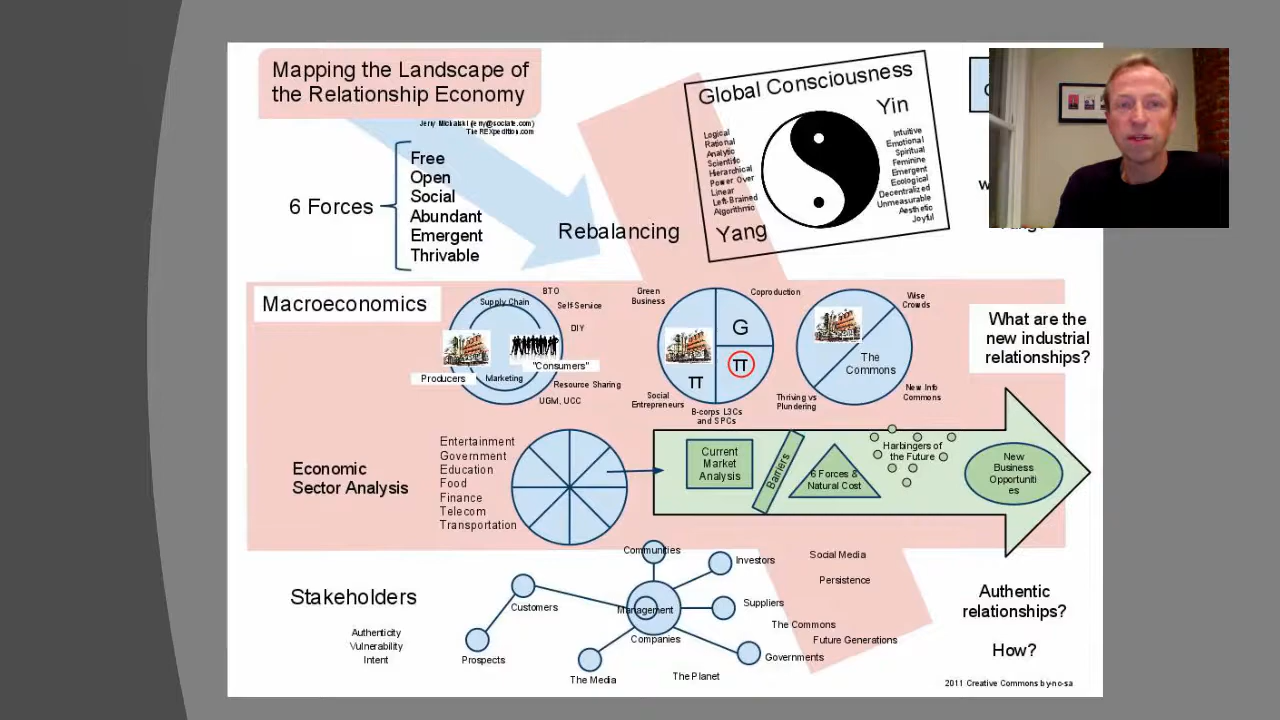 Mapping the Landscape of
the Relationship Economy
Jerry Michalski (jerry@sociate.com)
TheREXpedition.com
6 Forces
Free
Open
Social
Abundant
Emergent
Thrivable
Rebalancing
Global Consciousness
Yin
Logical
Rational
Analytic
Scientific
Hierarchical
Power Over
Linear
Left-Brained
Algorithmic
Intuitive
Emotional
Spiritual
Feminine
Emergent
Ecological
Decentralized
Unmeasurable
Aesthetic
Joyful
Yang
Macroeconomics
Supply Chain
Producers
Marketing
"Consumers"
BTO
Self-Service
DIY
Resource Sharing
UGM, UCC
Green
Business
Coproduction
G
π
π
Social
Entrepreneurs
B-corps L3Cs
and SPCs
Wise
Crowds
The
Commons
Thriving vs
Plundering
New Info
Commons
What are the
new industrial
relationships?
Economic
Sector Analysis
Entertainment
Government
Education
Food
Finance
Telecom
Transportation
Current
Market
Analysis
Barriers
6 Forces &
Natural Cost
Harbingers of
the Future
New
Business
Opportuniti
es
Stakeholders
Authenticity
Vulnerability
Intent
Communities
Investors
Customers
Management
Suppliers
Companies
Prospects
The Media
Governments
The Planet
Social Media
Persistence
The Commons
Future Generations
Authentic
relationships?
How?
2011 Creative Commons by-nc-sa